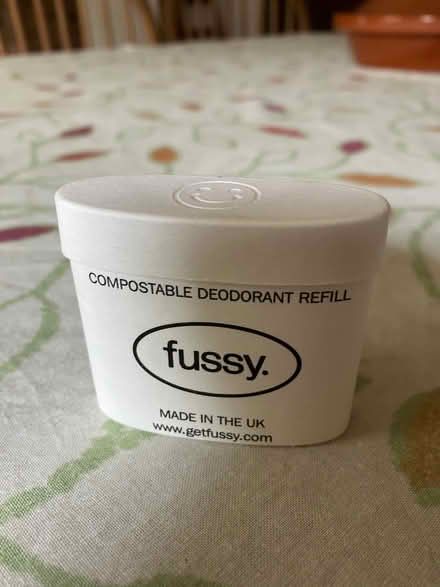 COMPOSTABLE DEODORANT REFILL
fussy.
MADE IN THE UK
www.getfussy.com